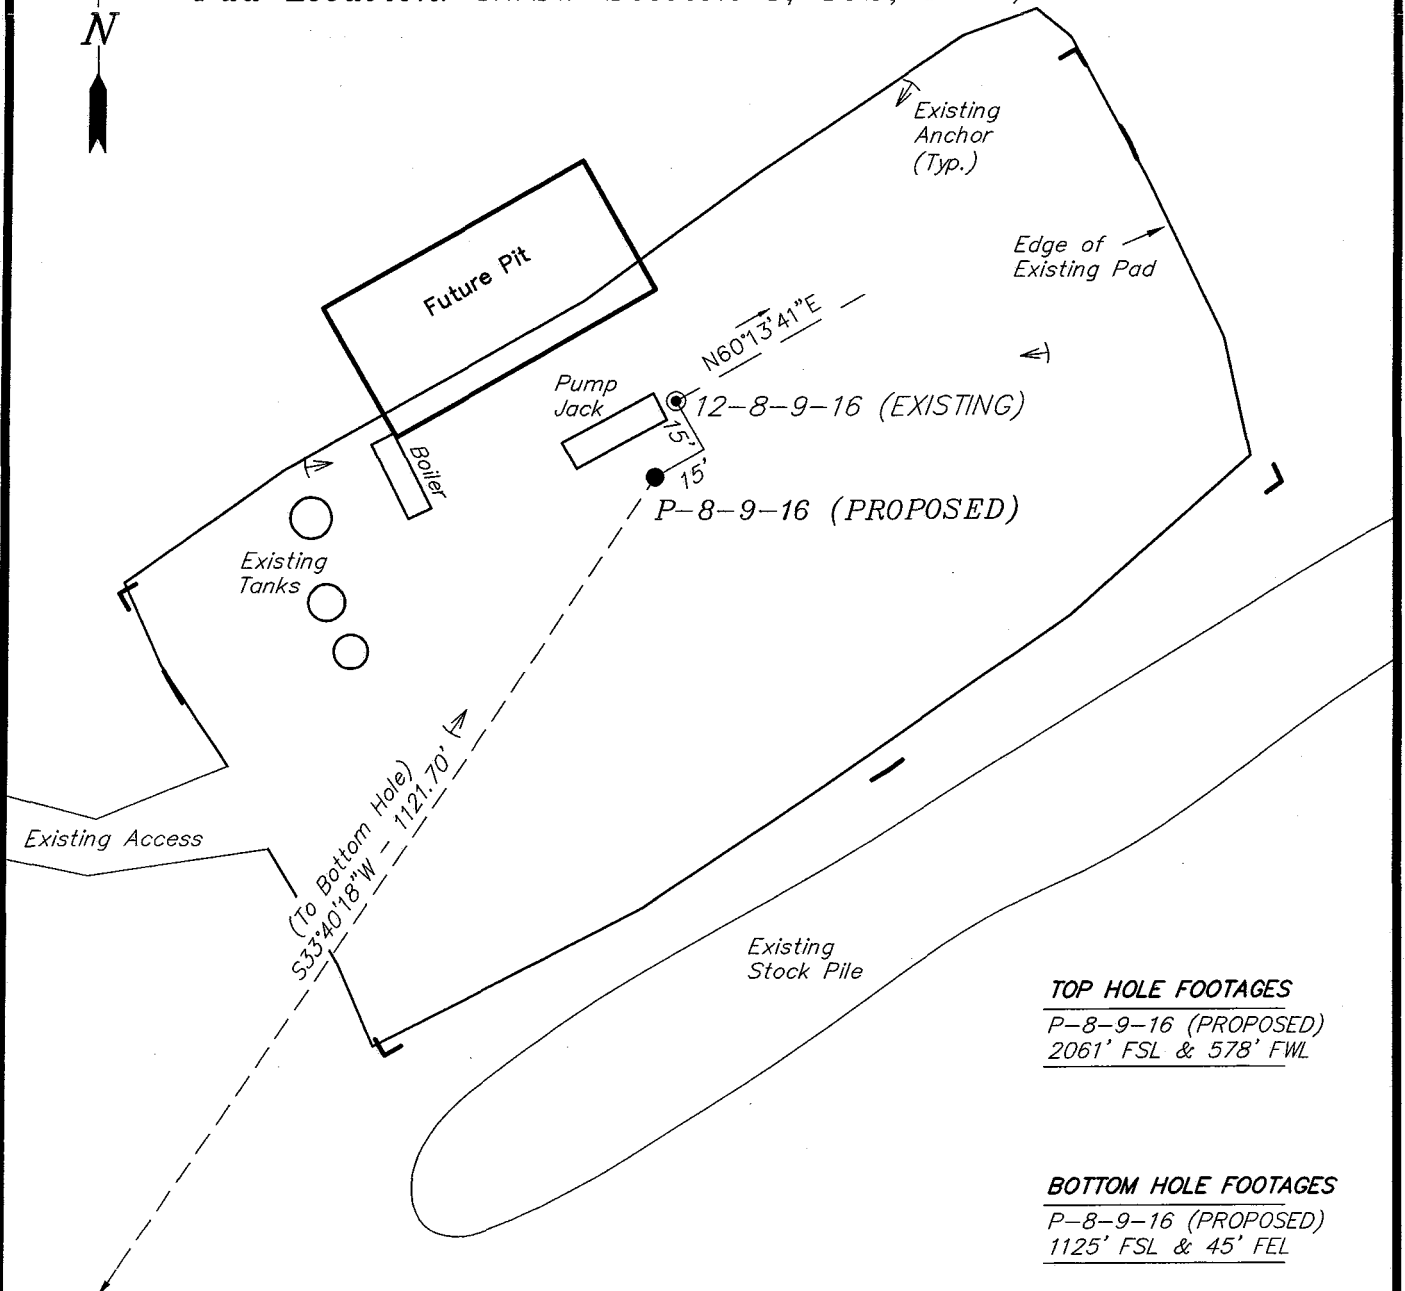 N
Existing
Anchor
(Typ.)
Edge of
Existing Pad
Future Pit
N60°13'41"E
Pump
Jack
12-8-9-16 (EXISTING)
15'
15'
Boiler
P-8-9-16 (PROPOSED)
Existing
Tanks
(To Bottom Hole)
S33°40'18"W - 1121.70'
Existing Access
Existing
Stock Pile
TOP HOLE FOOTAGES
P-8-9-16 (PROPOSED)
2061' FSL & 578' FWL
BOTTOM HOLE FOOTAGES
P-8-9-16 (PROPOSED)
1125' FSL & 45' FEL